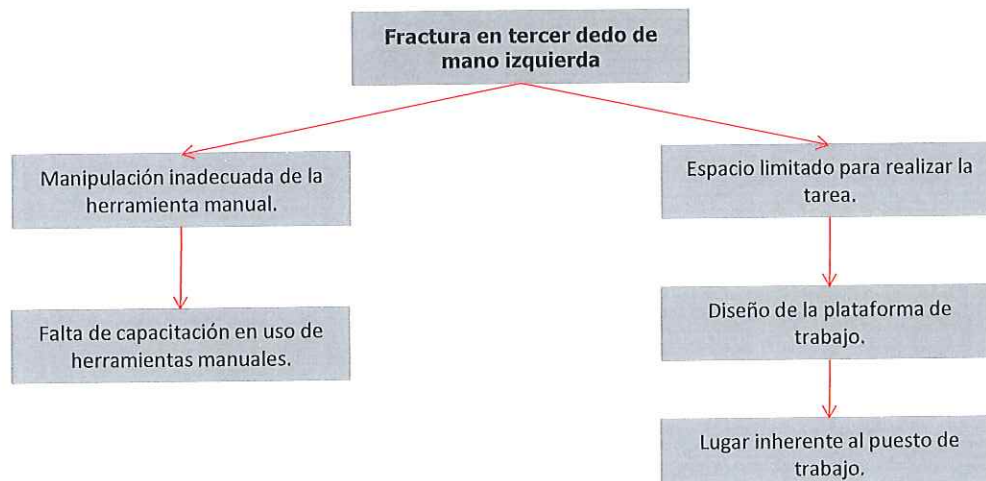 Fractura en tercer dedo de
mano izquierda
Manipulación inadecuada de la
herramienta manual.
Espacio limitado para realizar la
tarea.
Falta de capacitación en uso de
herramientas manuales.
Diseño de la plataforma de
trabajo.
Lugar inherente al puesto de
trabajo.